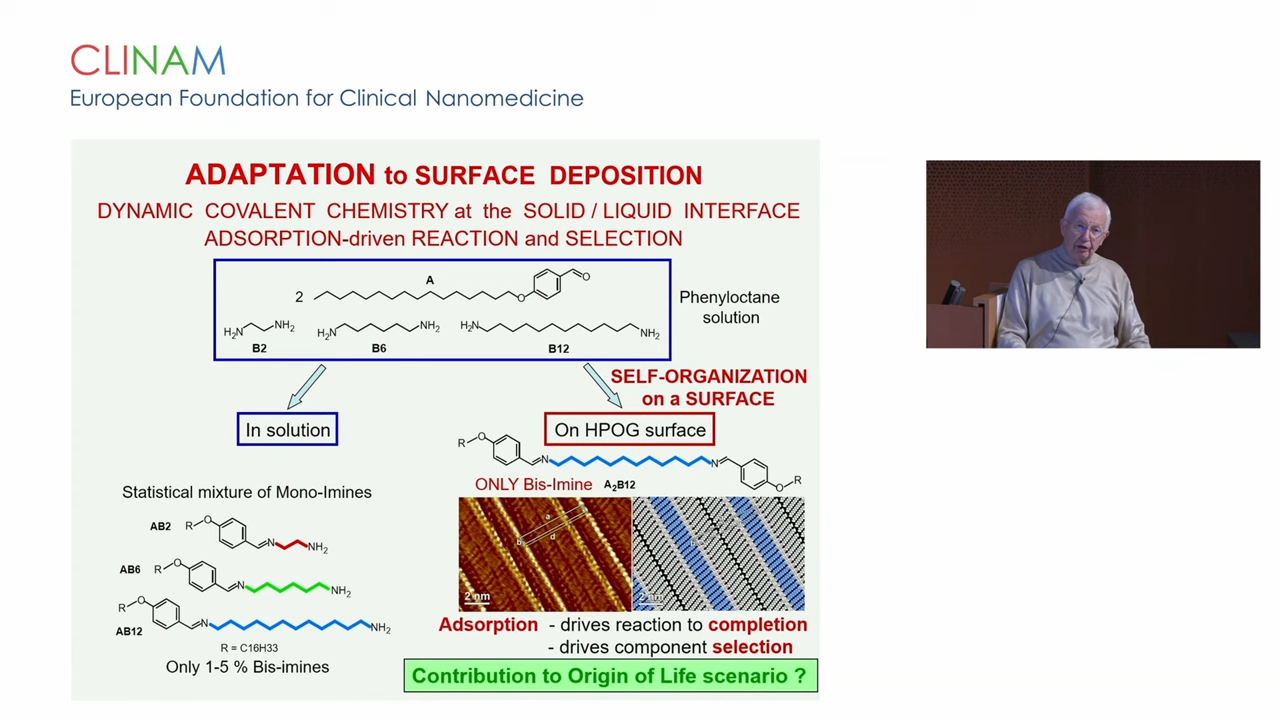 CLINAM
European Foundation for Clinical Nanomedicine
ADAPTATION to SURFACE DEPOSITION
DYNAMIC COVALENT CHEMISTRY at the SOLID / LIQUID INTERFACE
ADSORPTION-driven REACTION and SELECTION
A
2
O
O
H₂N
NH₂
H₂N
NH₂
H₂N
NH₂
B2
B6
B12
Phenyloctane
solution
SELF-ORGANIZATION
on a SURFACE
In solution
On HPOG surface
R
O
N
N
O
R
ONLY Bis-Imine A₂B12
Statistical mixture of Mono-Imines
AB2
R
O
N
NH₂
AB6
R
O
N
NH₂
AB12
R
O
N
NH₂
R = C16H33
Only 1-5 % Bis-imines
a
b
d
2 nm
2 nm
Adsorption - drives reaction to completion
- drives component selection
Contribution to Origin of Life scenario ?